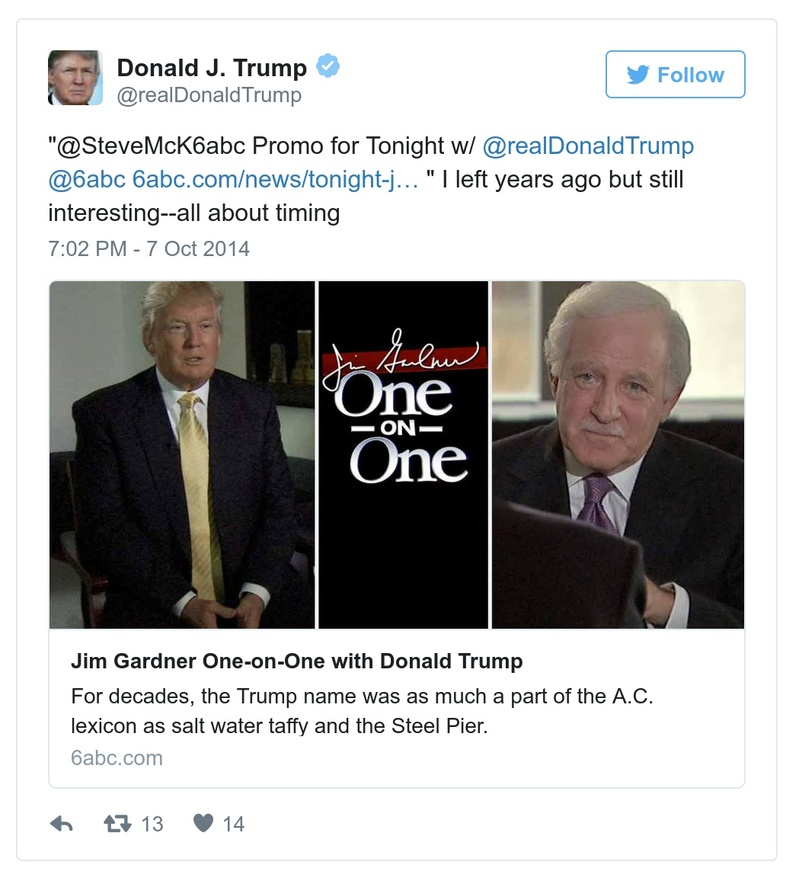 Donald J. Trump
@realDonaldTrump
Follow
"@SteveMcK6abc Promo for Tonight w/ @realDonaldTrump
@6abc 6abc.com/news/tonight-j… " I left years ago but still
interesting--all about timing
7:02 PM - 7 Oct 2014
Jim Gardner
One
ON
One
Jim Gardner One-on-One with Donald Trump
For decades, the Trump name was as much a part of the A.C.
lexicon as salt water taffy and the Steel Pier.
6abc.com
13
14